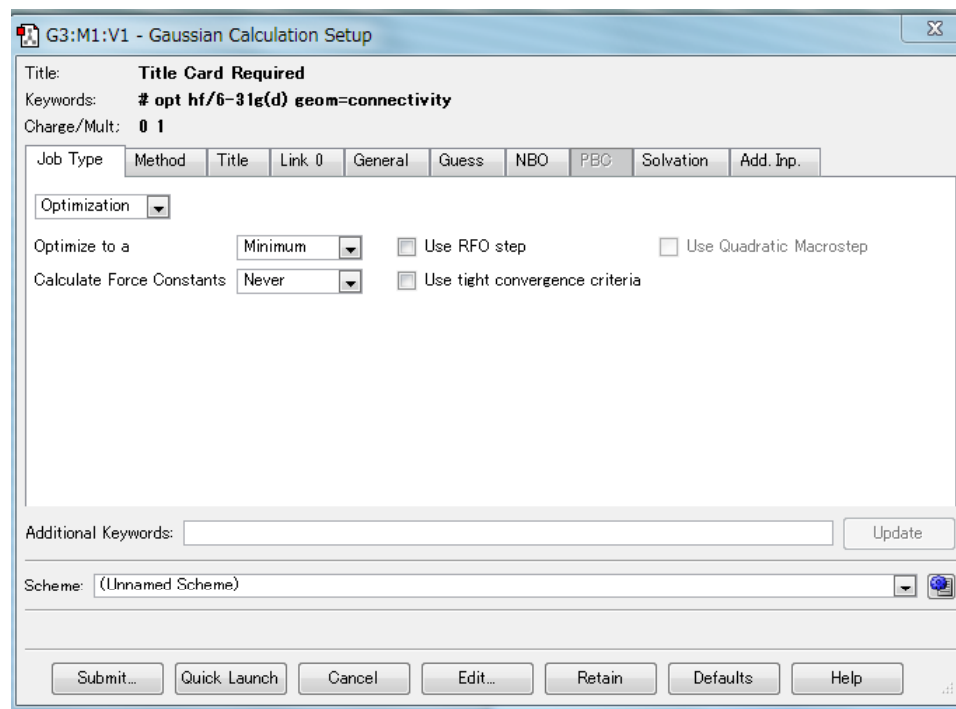 G3:M1:V1 - Gaussian Calculation Setup
Title: Title Card Required
Keywords: # opt hf/6-31g(d) geom=connectivity
Charge/Mult: 0 1
Job Type Method Title Link 0 General Guess NBO PBC Solvation Add. Inp.
Optimization
Optimize to a Minimum Use RFO step Use Quadratic Macrostep
Calculate Force Constants Never Use tight convergence criteria
Additional Keywords: Update
Scheme: (Unnamed Scheme)
Submit... Quick Launch Cancel Edit... Retain Defaults Help